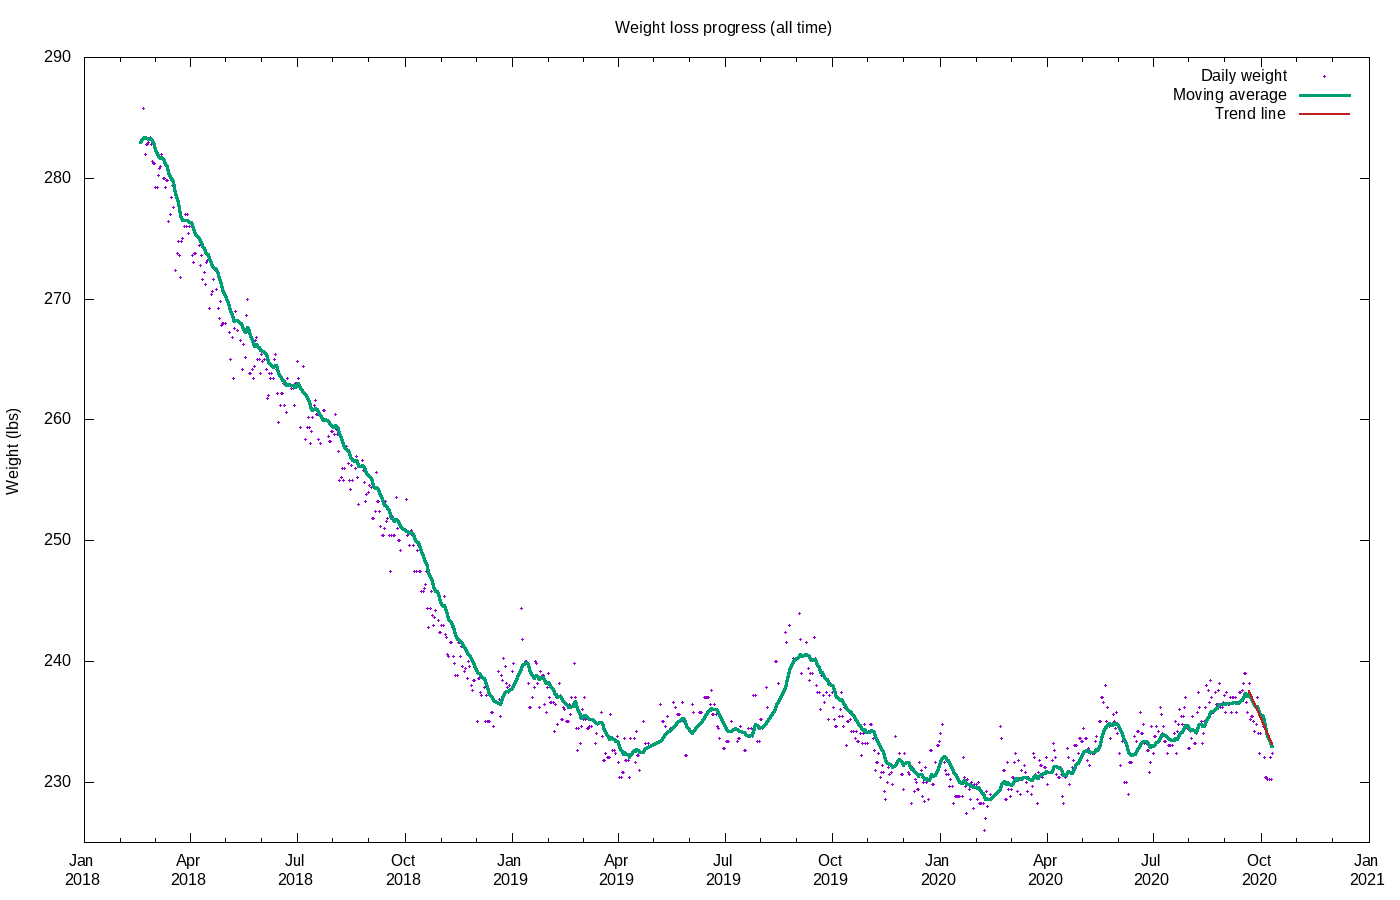 Weight loss progress (all time)
290
280
270
260
250
240
230
Weight (lbs)
Daily weight
Moving average
Trend line
Jan Apr Jul Oct Jan Apr Jul Oct Jan Apr Jul Oct Jan
2018 2018 2018 2018 2019 2019 2019 2019 2020 2020 2020 2020 2021